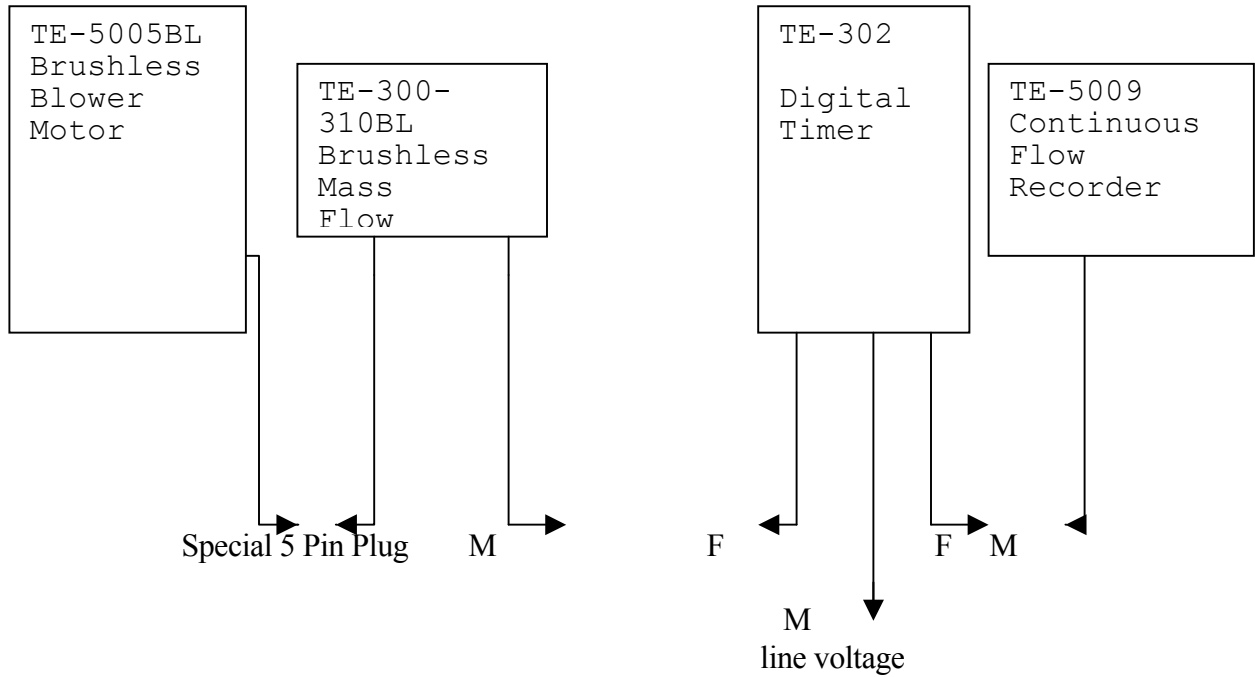 TE-5005BL
Brushless
Blower
Motor
TE-300-
310BL
Brushless
Mass
Flow
TE-302
Digital
Timer
TE-5009
Continuous
Flow
Recorder
Special 5 Pin Plug
M
F
F
M
M
line voltage